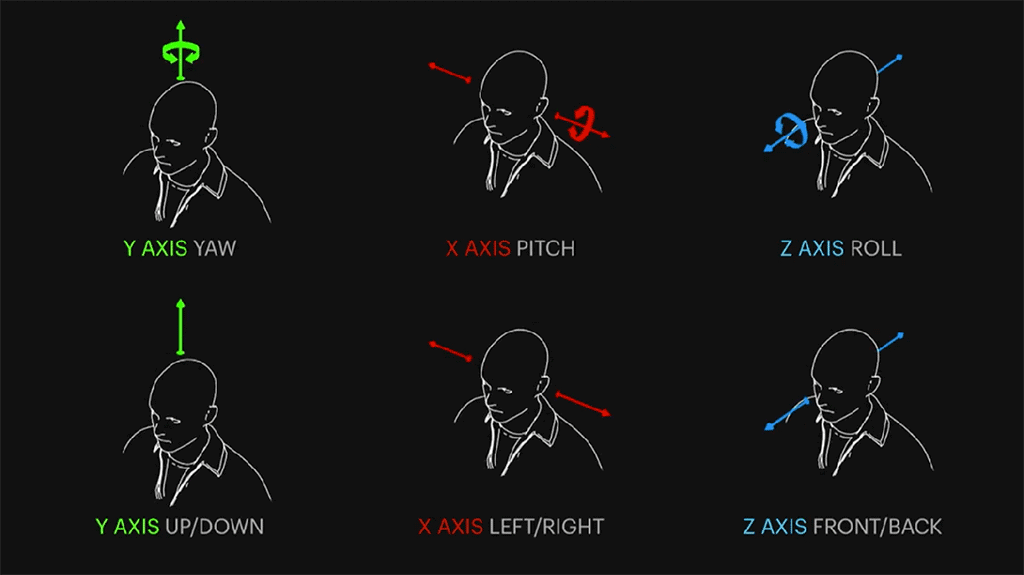 Y AXIS YAW
X AXIS PITCH
Z AXIS ROLL
Y AXIS UP/DOWN
X AXIS LEFT/RIGHT
Z AXIS FRONT/BACK